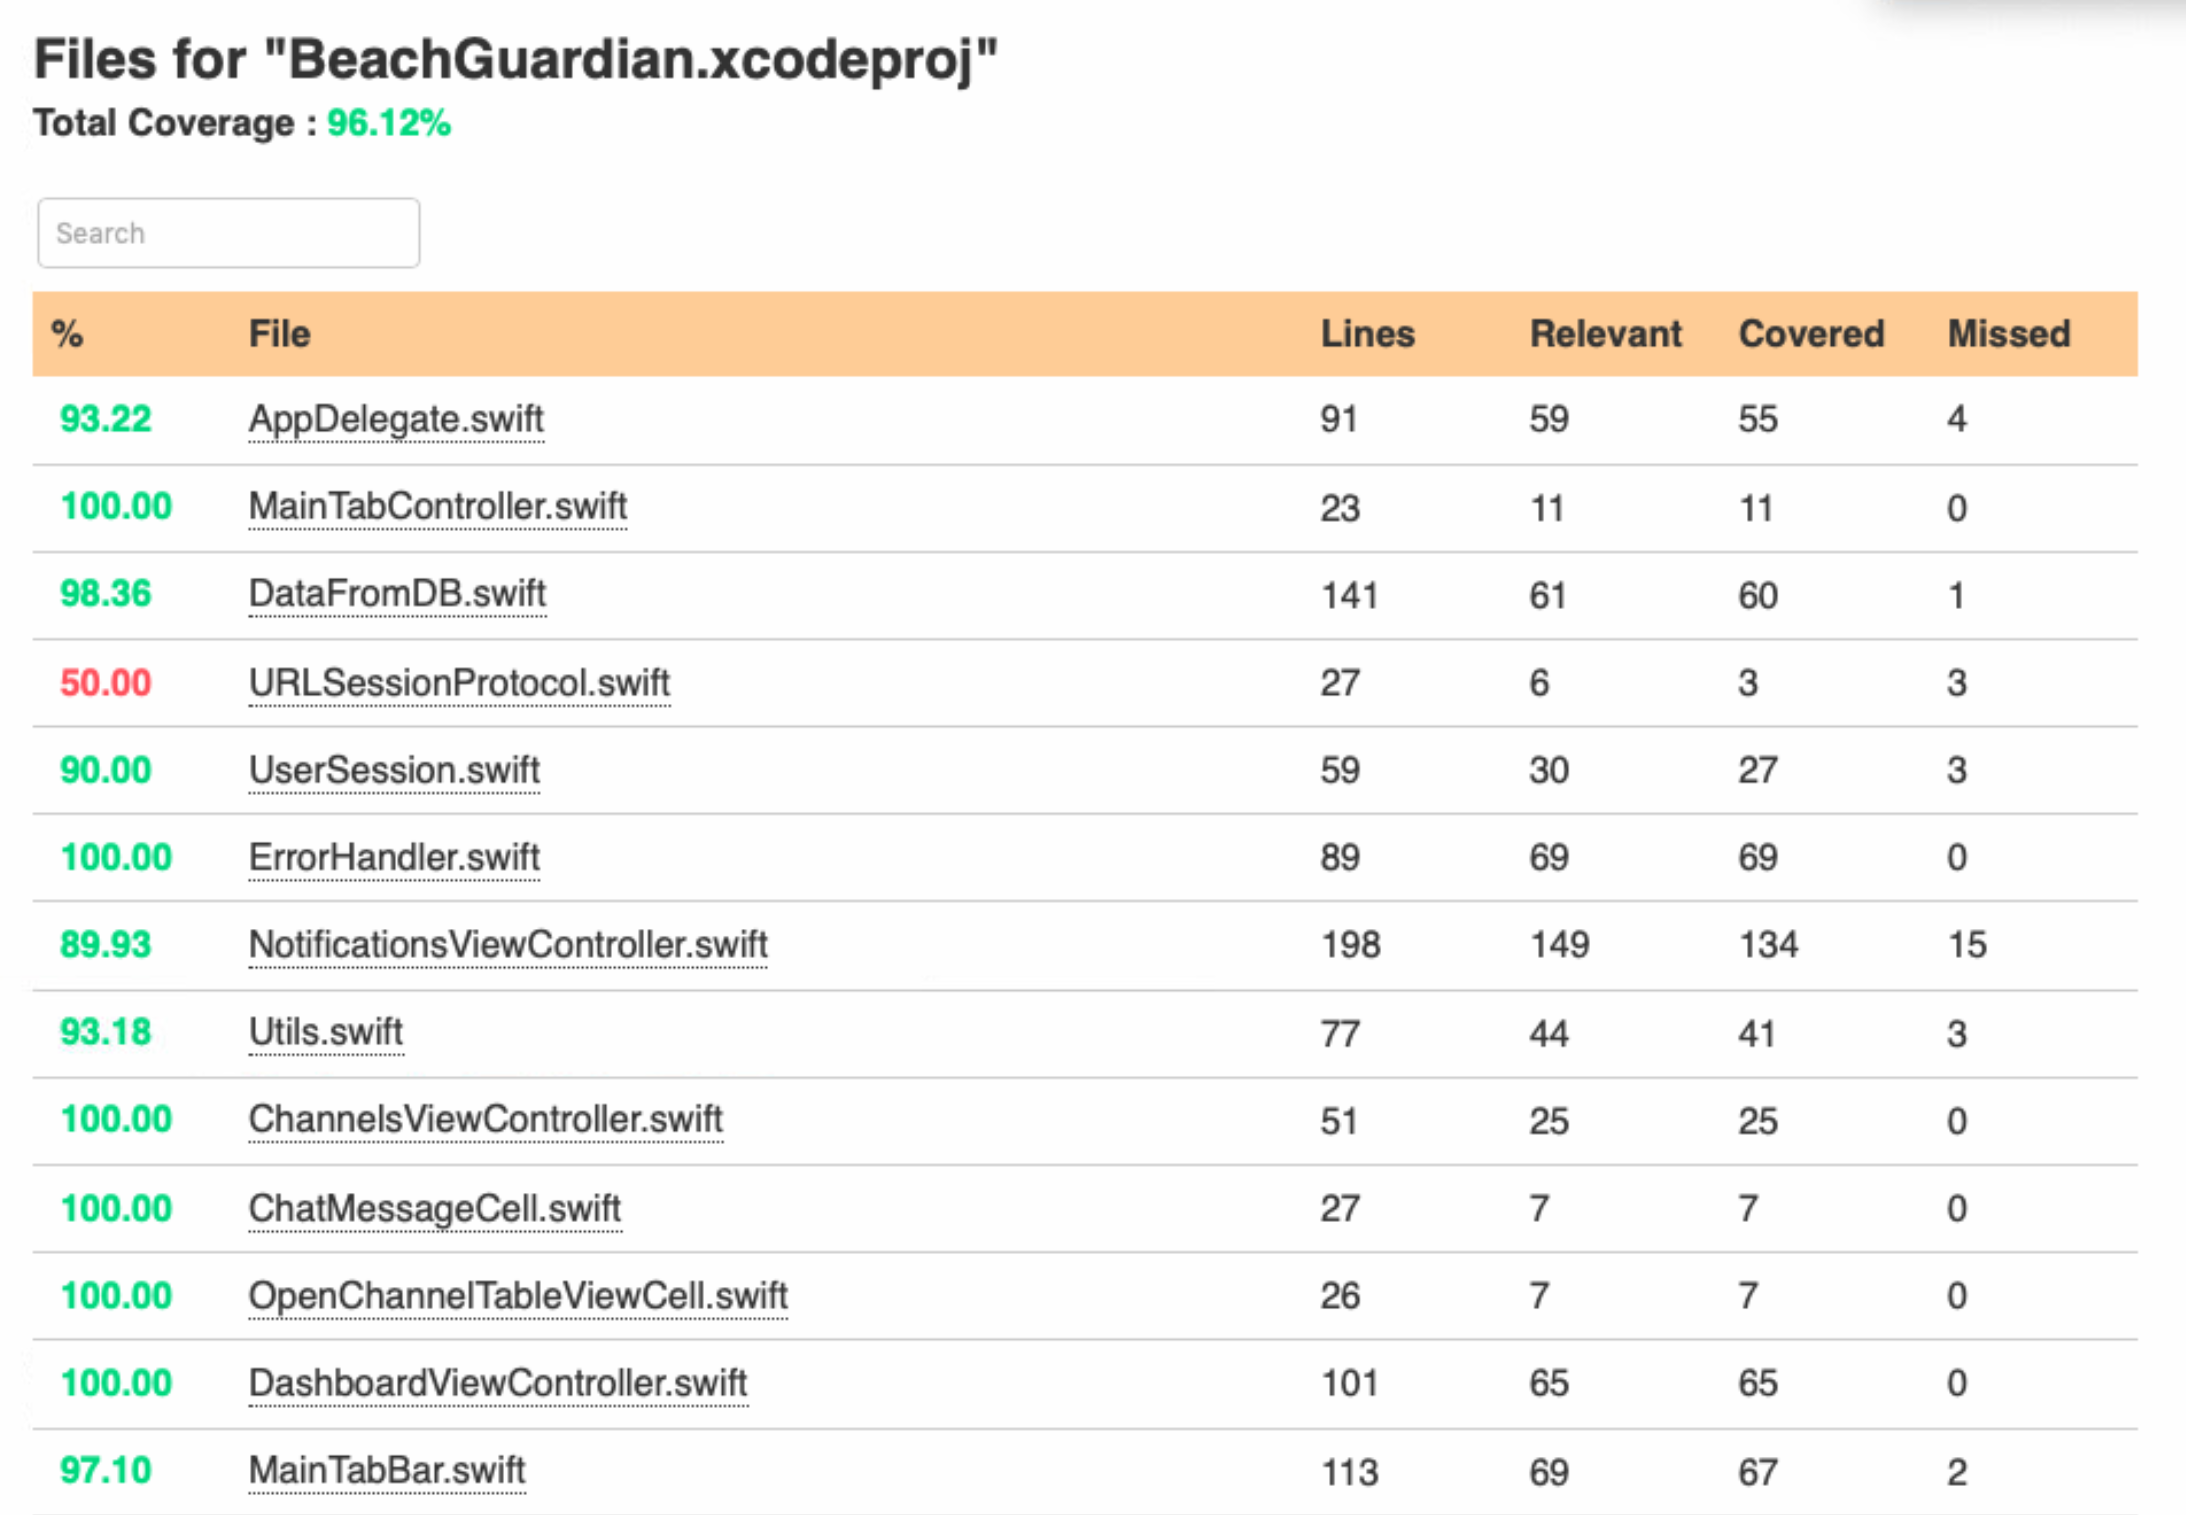 Files for "BeachGuardian.xcodeproj"
Total Coverage : 96.12%
Search
% File Lines Relevant Covered Missed
93.22 AppDelegate.swift 91 59 55 4
100.00 MainTabController.swift 23 11 11 0
98.36 DataFromDB.swift 141 61 60 1
50.00 URLSessionProtocol.swift 27 6 3 3
90.00 UserSession.swift 59 30 27 3
100.00 ErrorHandler.swift 89 69 69 0
89.93 NotificationsViewController.swift 198 149 134 15
93.18 Utils.swift 77 44 41 3
100.00 ChannelsViewController.swift 51 25 25 0
100.00 ChatMessageCell.swift 27 7 7 0
100.00 OpenChannelTableViewCell.swift 26 7 7 0
100.00 DashboardViewController.swift 101 65 65 0
97.10 MainTabBar.swift 113 69 67 2